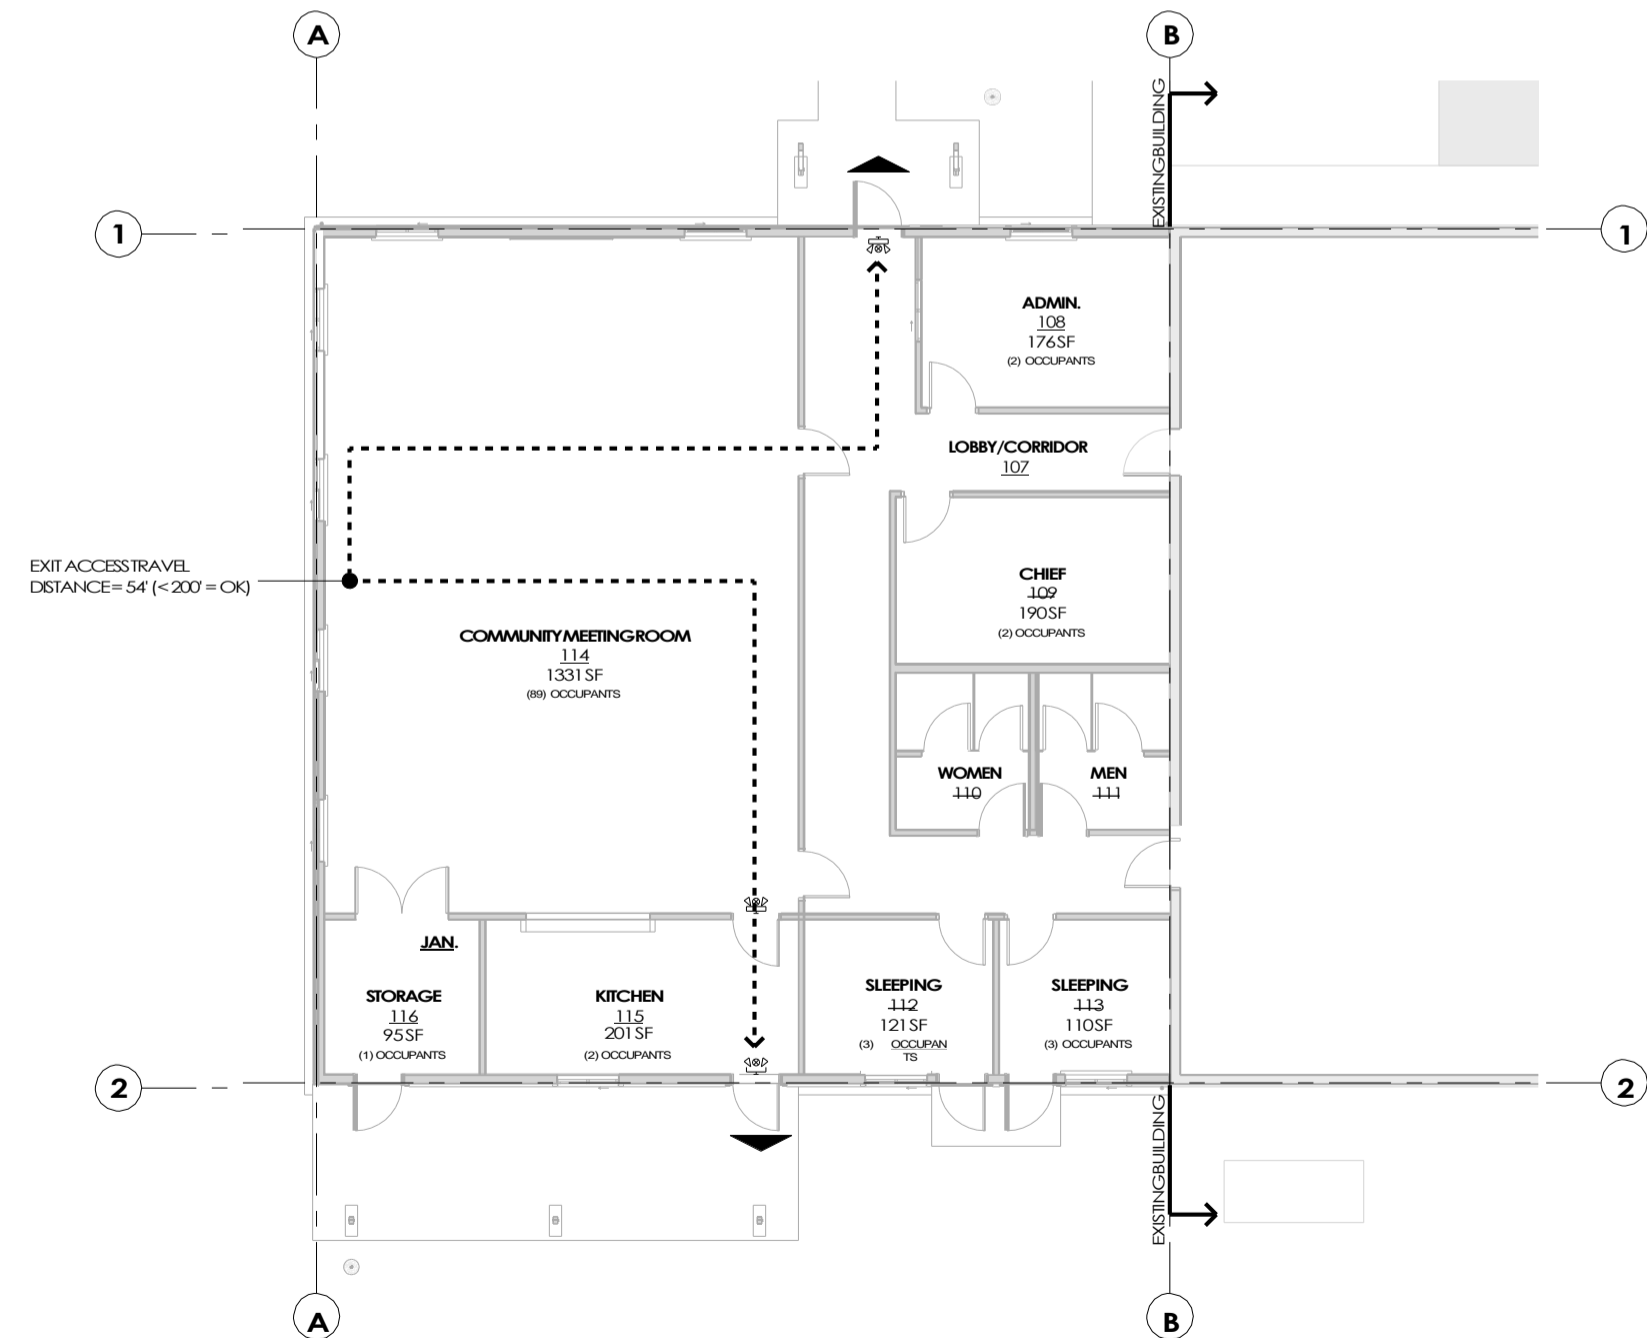 A
B
EXISTINGBUILDING
1
1
ADMIN.
108
176SF
(2) OCCUPANTS
LOBBY/CORRIDOR
107
EXIT ACCESSTRAVEL
DISTANCE= 54' (< 200' = OK)
CHIEF
109
190SF
(2) OCCUPANTS
COMMUNITYMEETINGROOM
114
1331SF
(89) OCCUPANTS
WOMEN
110
MEN
111
JAN.
STORAGE
116
95SF
(1) OCCUPANTS
KITCHEN
115
201SF
(2) OCCUPANTS
SLEEPING
112
121SF
(3) OCCUPAN
TS
SLEEPING
113
110SF
(3) OCCUPANTS
2
2
EXISTINGBUILDING
A
B